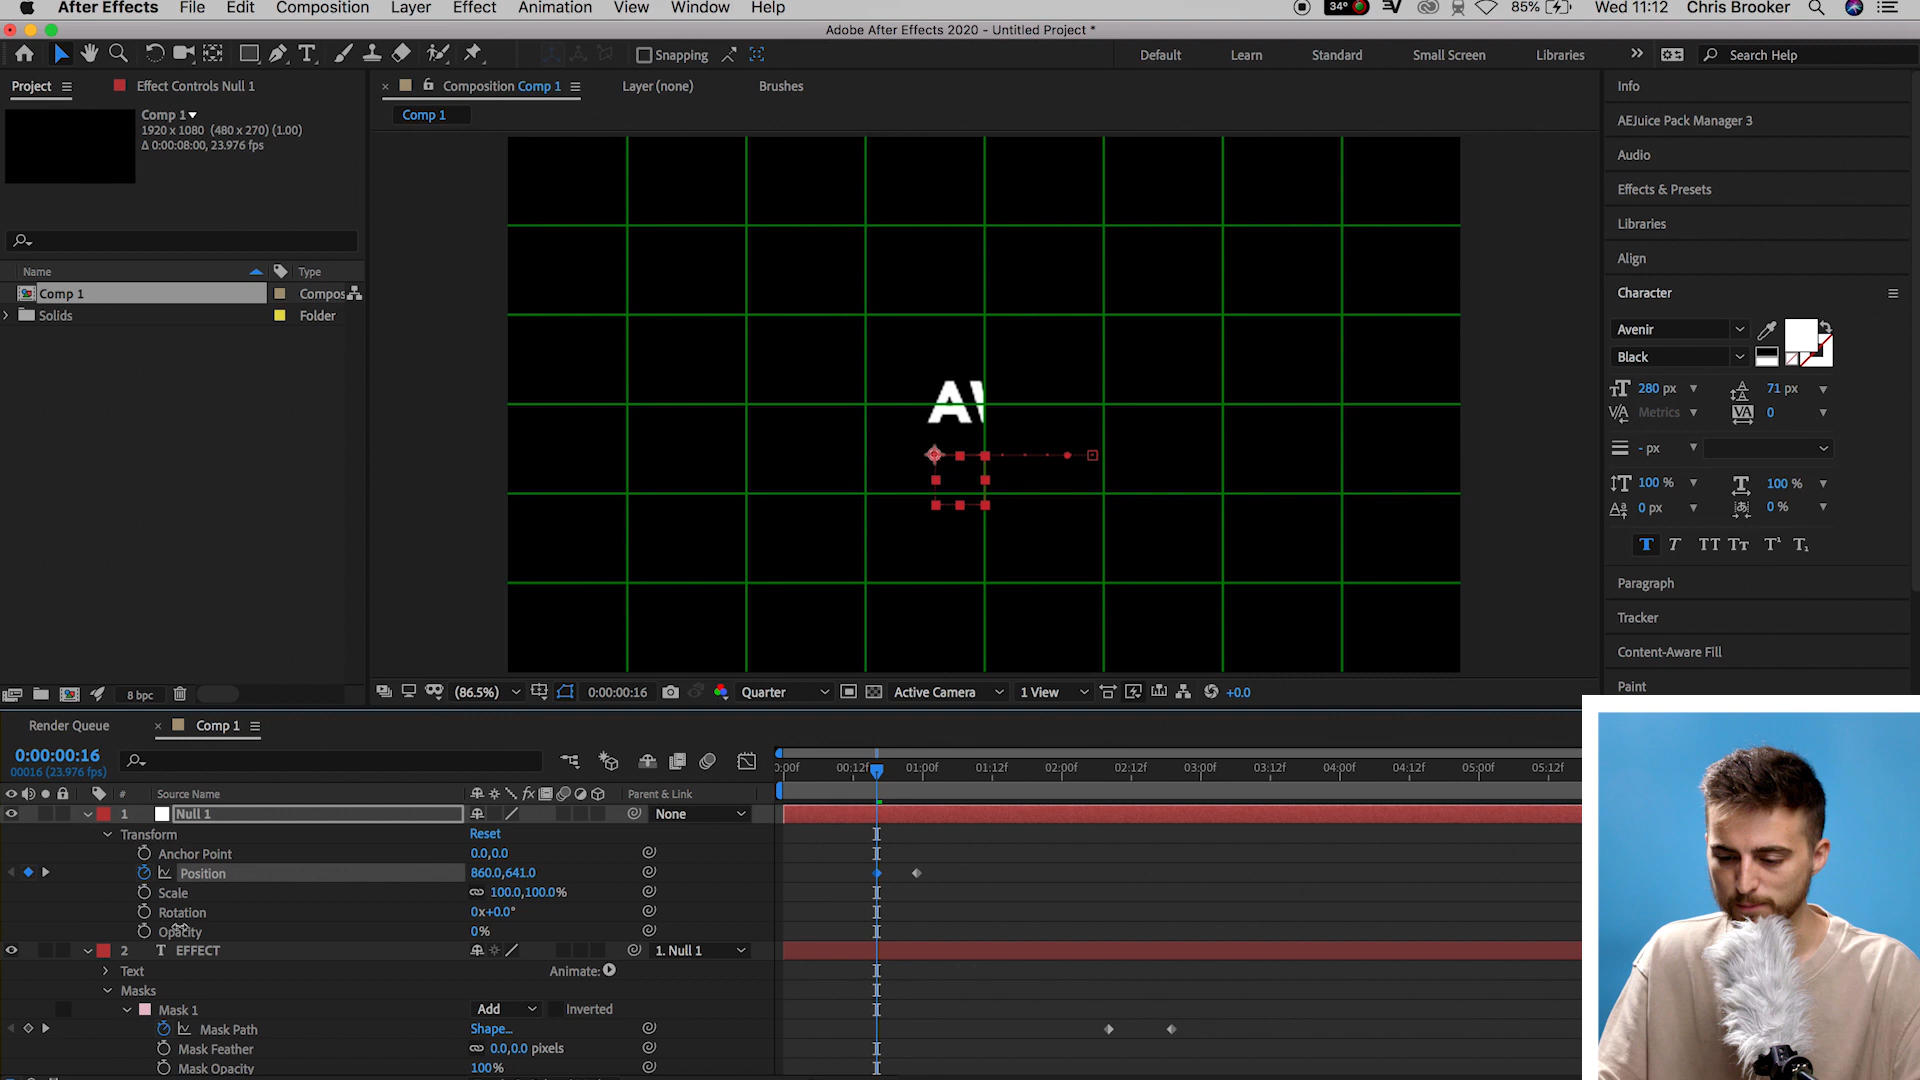 After Effects File Edit Composition Layer Effect Animation View Window Help 34° 85% Wed 11:12 Chris Brooker
Adobe After Effects 2020 - Untitled Project *
Snapping Default Learn Standard Small Screen Libraries Search Help
Project Effect Controls Null 1 Composition Comp 1 Layer (none) Brushes Info
Comp 1
1920 x 1080 (480 x 270) (1.00)
Δ 0:00:08:00, 23.976 fps
Comp 1
AEJuice Pack Manager 3
Audio
Effects & Presets
Libraries
Align
Character
Avenir
Black
280 px 71 px
Metrics 0
- px
100 % 100 %
0 px 0 %
T T TT Tт T¹ T₁
Paragraph
Tracker
Content-Aware Fill
Paint
Name Type
Comp 1 Compos
Solids Folder
8 bpc
(86.5%) 0:00:00:16 Quarter Active Camera 1 View +0.0
Render Queue Comp 1
0:00:00:16
00016 (23.976 fps)
0:00f 00:12f 01:00f 01:12f 02:00f 02:12f 03:00f 03:12f 04:00f 04:12f 05:00f 05:12f
# Source Name Parent & Link
1 Null 1 None
Transform Reset
Anchor Point 0.0,0.0
Position 860.0,641.0
Scale 100.0,100.0%
Rotation 0x+0.0°
Opacity 0%
2 T EFFECT 1. Null 1
Text Animate:
Masks
Mask 1 Add Inverted
Mask Path Shape...
Mask Feather 0.0,0.0 pixels
Mask Opacity 100%